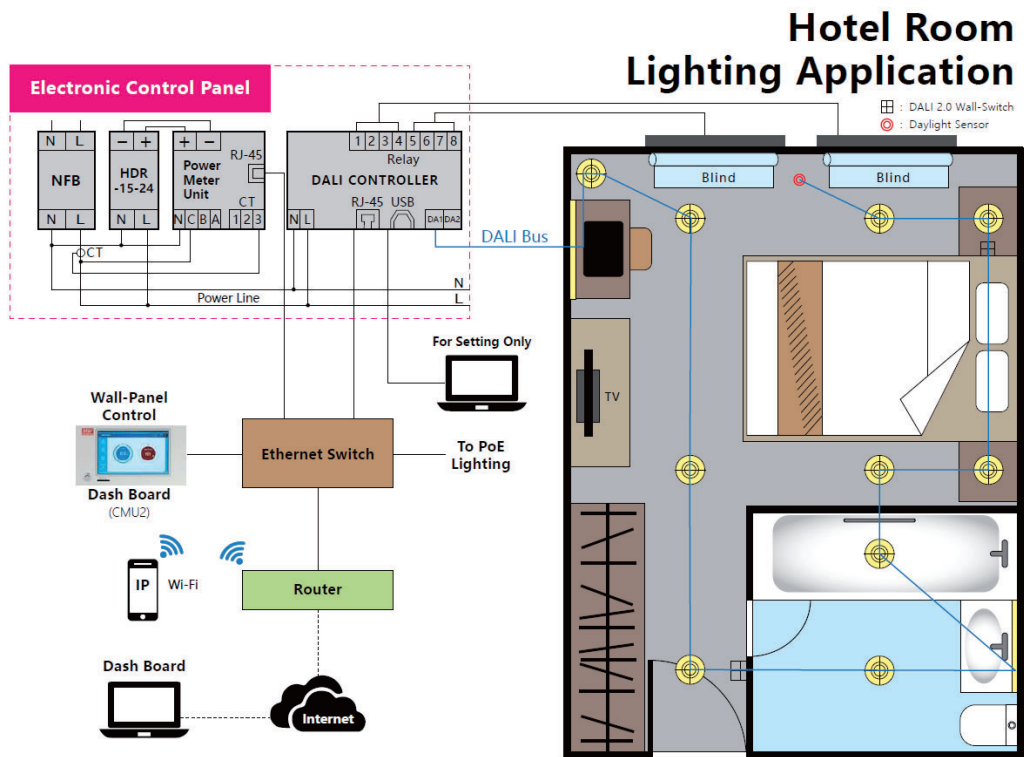 Hotel Room
Lighting Application
: DALI 2.0 Wall-Switch
: Daylight Sensor
Electronic Control Panel
N L
NFB
N L
− +
HDR
-15-24
N L
+ −
RJ-45
Power
Meter
Unit
CT
N C B A 1 2 3
1 2 3 4 5 6 7 8
Relay
DALI CONTROLLER
RJ-45 USB
N L
DA1 DA2
CT
DALI Bus
N
Power Line
L
Blind
Blind
TV
For Setting Only
Wall-Panel
Control
Ethernet Switch
To PoE
Lighting
Dash Board
(CMU2)
IP
Wi-Fi
Router
Dash Board
Internet